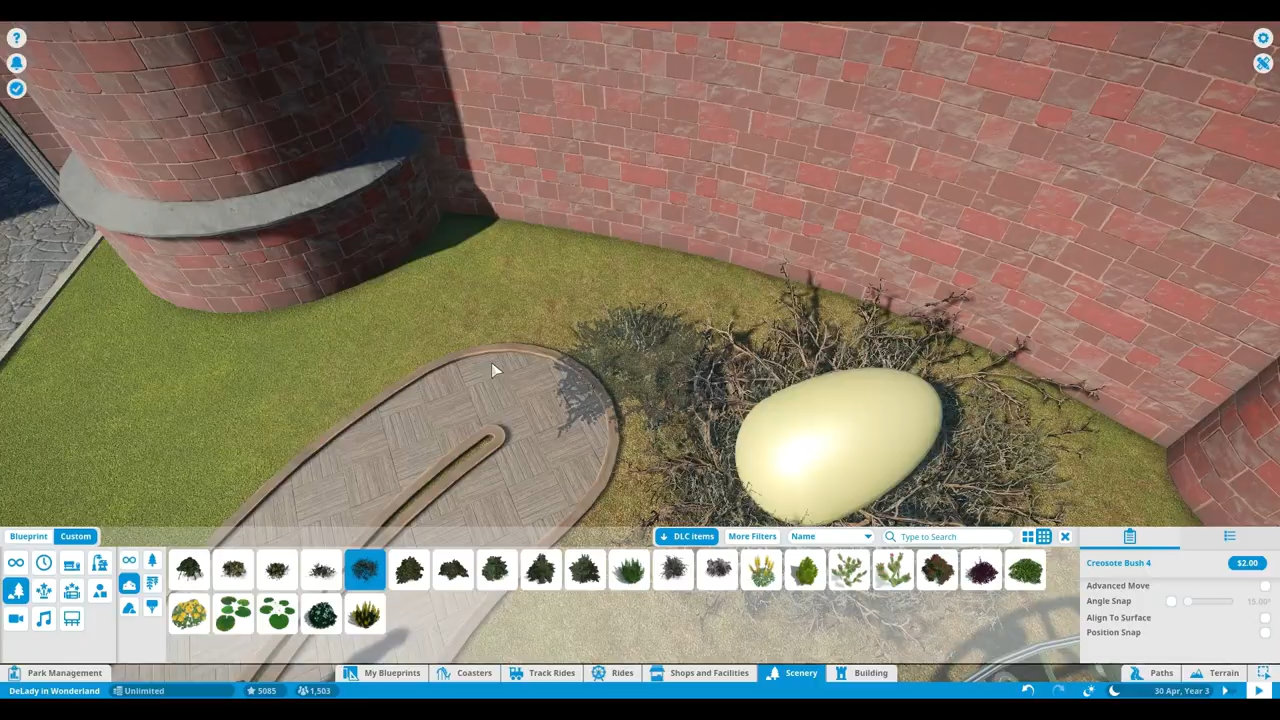 ?
Blueprint Custom
DLC items More Filters Name Type to Search
Creosote Bush 4 $2.00
Advanced Move
Angle Snap 15.00°
Align To Surface
Position Snap
Park Management My Blueprints Coasters Track Rides Rides Shops and Facilities Scenery Building Paths Terrain
DeLady in Wonderland Unlimited 5085 1,503 30 Apr, Year 3